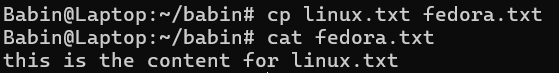 Babin@Laptop:~/babin# cp linux.txt fedora.txt
Babin@Laptop:~/babin# cat fedora.txt
this is the content for linux.txt